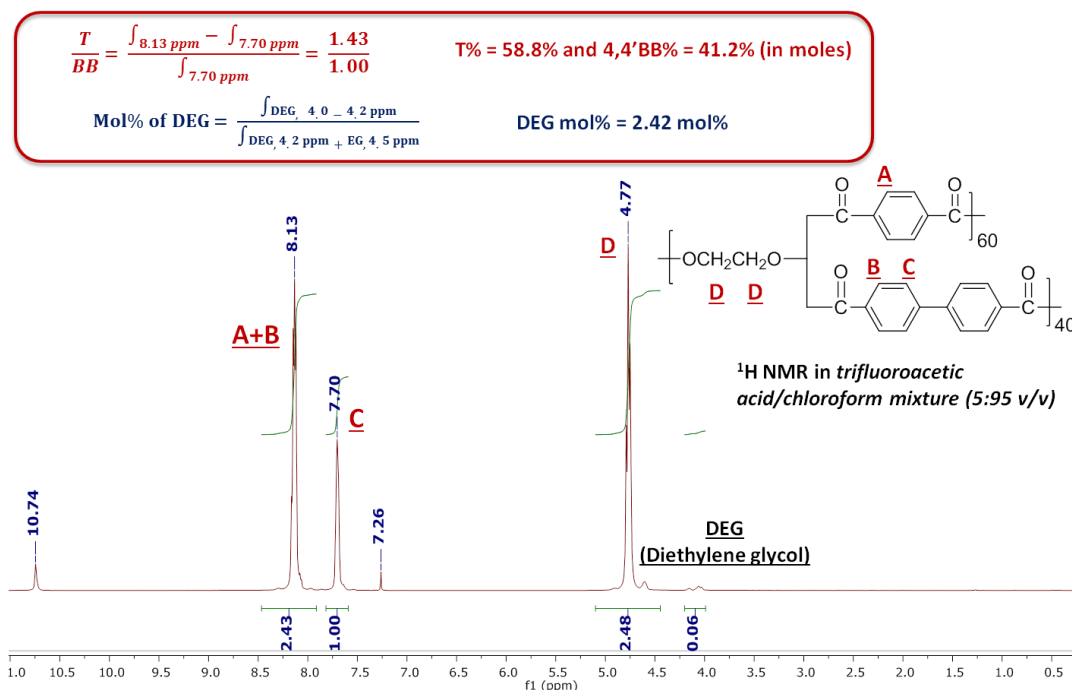 T/BB = (∫8.13 ppm − ∫7.70 ppm)/∫7.70 ppm = 1.43/1.00
T% = 58.8% and 4,4’BB% = 41.2% (in moles)
Mol% of DEG = ∫DEG, 4.0 – 4.2 ppm/∫DEG, 4.2 ppm + EG, 4.5 ppm
DEG mol% = 2.42 mol%
8.13
4.77
A
O O
60
D
OCH2CH2O
D D
B C
O O
40
A+B
7.70
C
1H NMR in trifluoroacetic
acid/chloroform mixture (5:95 v/v)
10.74
7.26
DEG
(Diethylene glycol)
2.43 1.00 2.48 0.06
1.0 10.5 10.0 9.5 9.0 8.5 8.0 7.5 7.0 6.5 6.0 5.5 5.0 4.5 4.0 3.5 3.0 2.5 2.0 1.5 1.0 0.5
f1 (ppm)